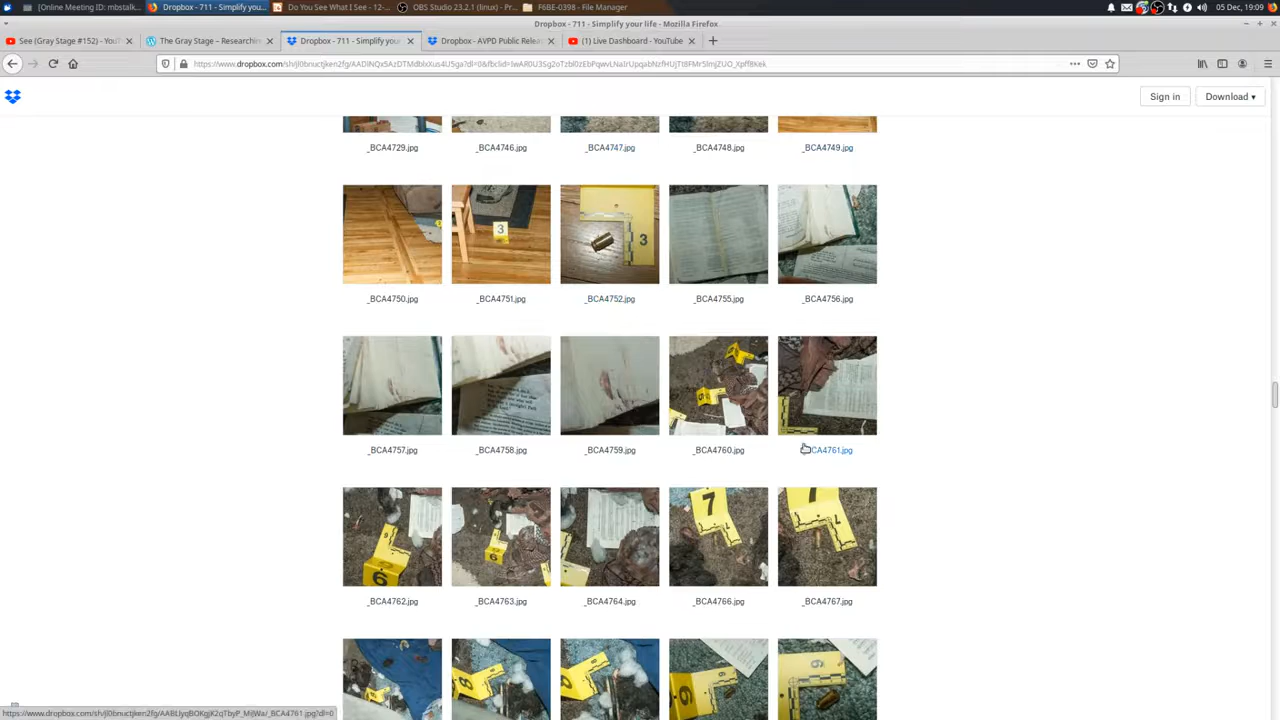 [Online Meeting ID: mbstalk...
Dropbox - 711 - Simplify you...
Do You See What I See - 12-...
OBS Studio 23.2.1 (linux) - Pr...
F6BE-0398 - File Manager
05 Dec, 19:09
Dropbox - 711 - Simplify your life - Mozilla Firefox
See (Gray Stage #152) - YouT
The Gray Stage – Researchin
Dropbox - 711 - Simplify your
Dropbox - AVPD Public Relea
(1) Live Dashboard - YouTube
Sign in
Download
_BCA4729.jpg
_BCA4746.jpg
_BCA4747.jpg
_BCA4748.jpg
_BCA4749.jpg
3
3
_BCA4750.jpg
_BCA4751.jpg
_BCA4752.jpg
_BCA4755.jpg
_BCA4756.jpg
_BCA4757.jpg
_BCA4758.jpg
_BCA4759.jpg
_BCA4760.jpg
CA4761.jpg
6
6
7
_BCA4762.jpg
_BCA4763.jpg
_BCA4764.jpg
_BCA4766.jpg
_BCA4767.jpg
8
9
9